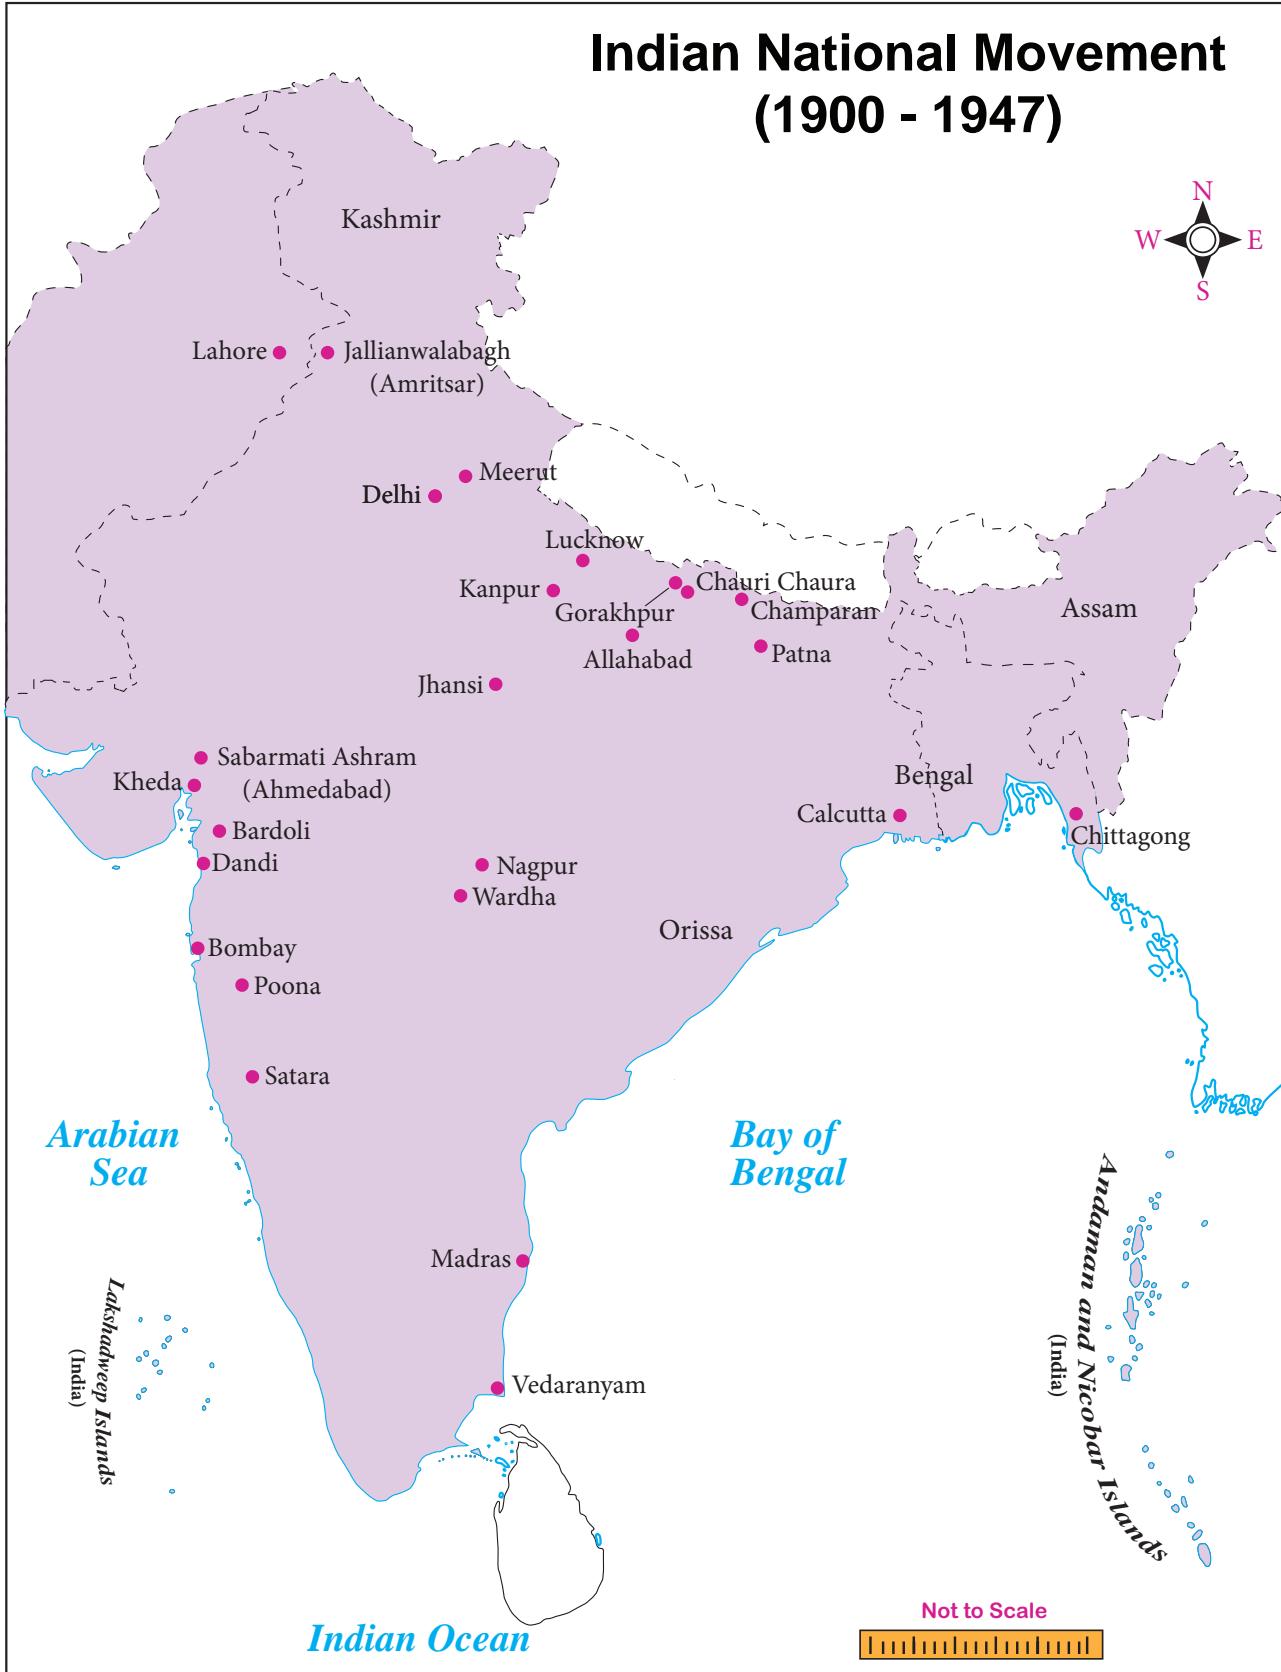 Indian National Movement
(1900 - 1947)
N
W
E
S
Kashmir
Lahore
Jallianwalabagh
(Amritsar)
Meerut
Delhi
Lucknow
Kanpur
Chauri Chaura
Gorakhpur
Champaran
Assam
Allahabad
Patna
Jhansi
Sabarmati Ashram
(Ahmedabad)
Kheda
Bengal
Calcutta
Chittagong
Bardoli
Dandi
Nagpur
Wardha
Orissa
Bombay
Poona
Satara
Arabian
Sea
Bay of
Bengal
Madras
Lakshadweep Islands
(India)
Andaman and Nicobar Islands
(India)
Vedaranyam
Not to Scale
Indian Ocean